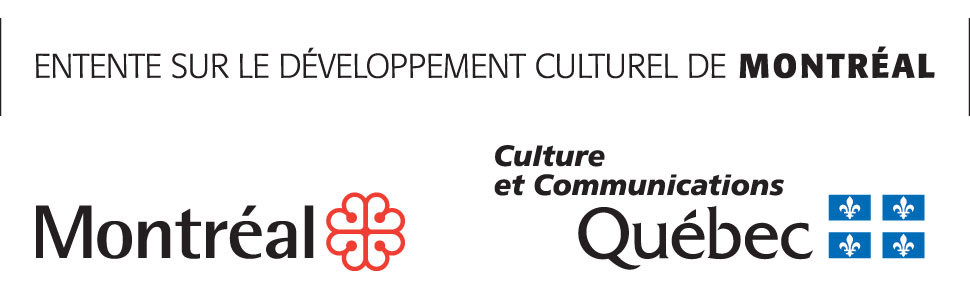 ENTENTE SUR LE DÉVELOPPEMENT CULTUREL DE MONTRÉAL
Culture
et Communications
Montréal
Québec